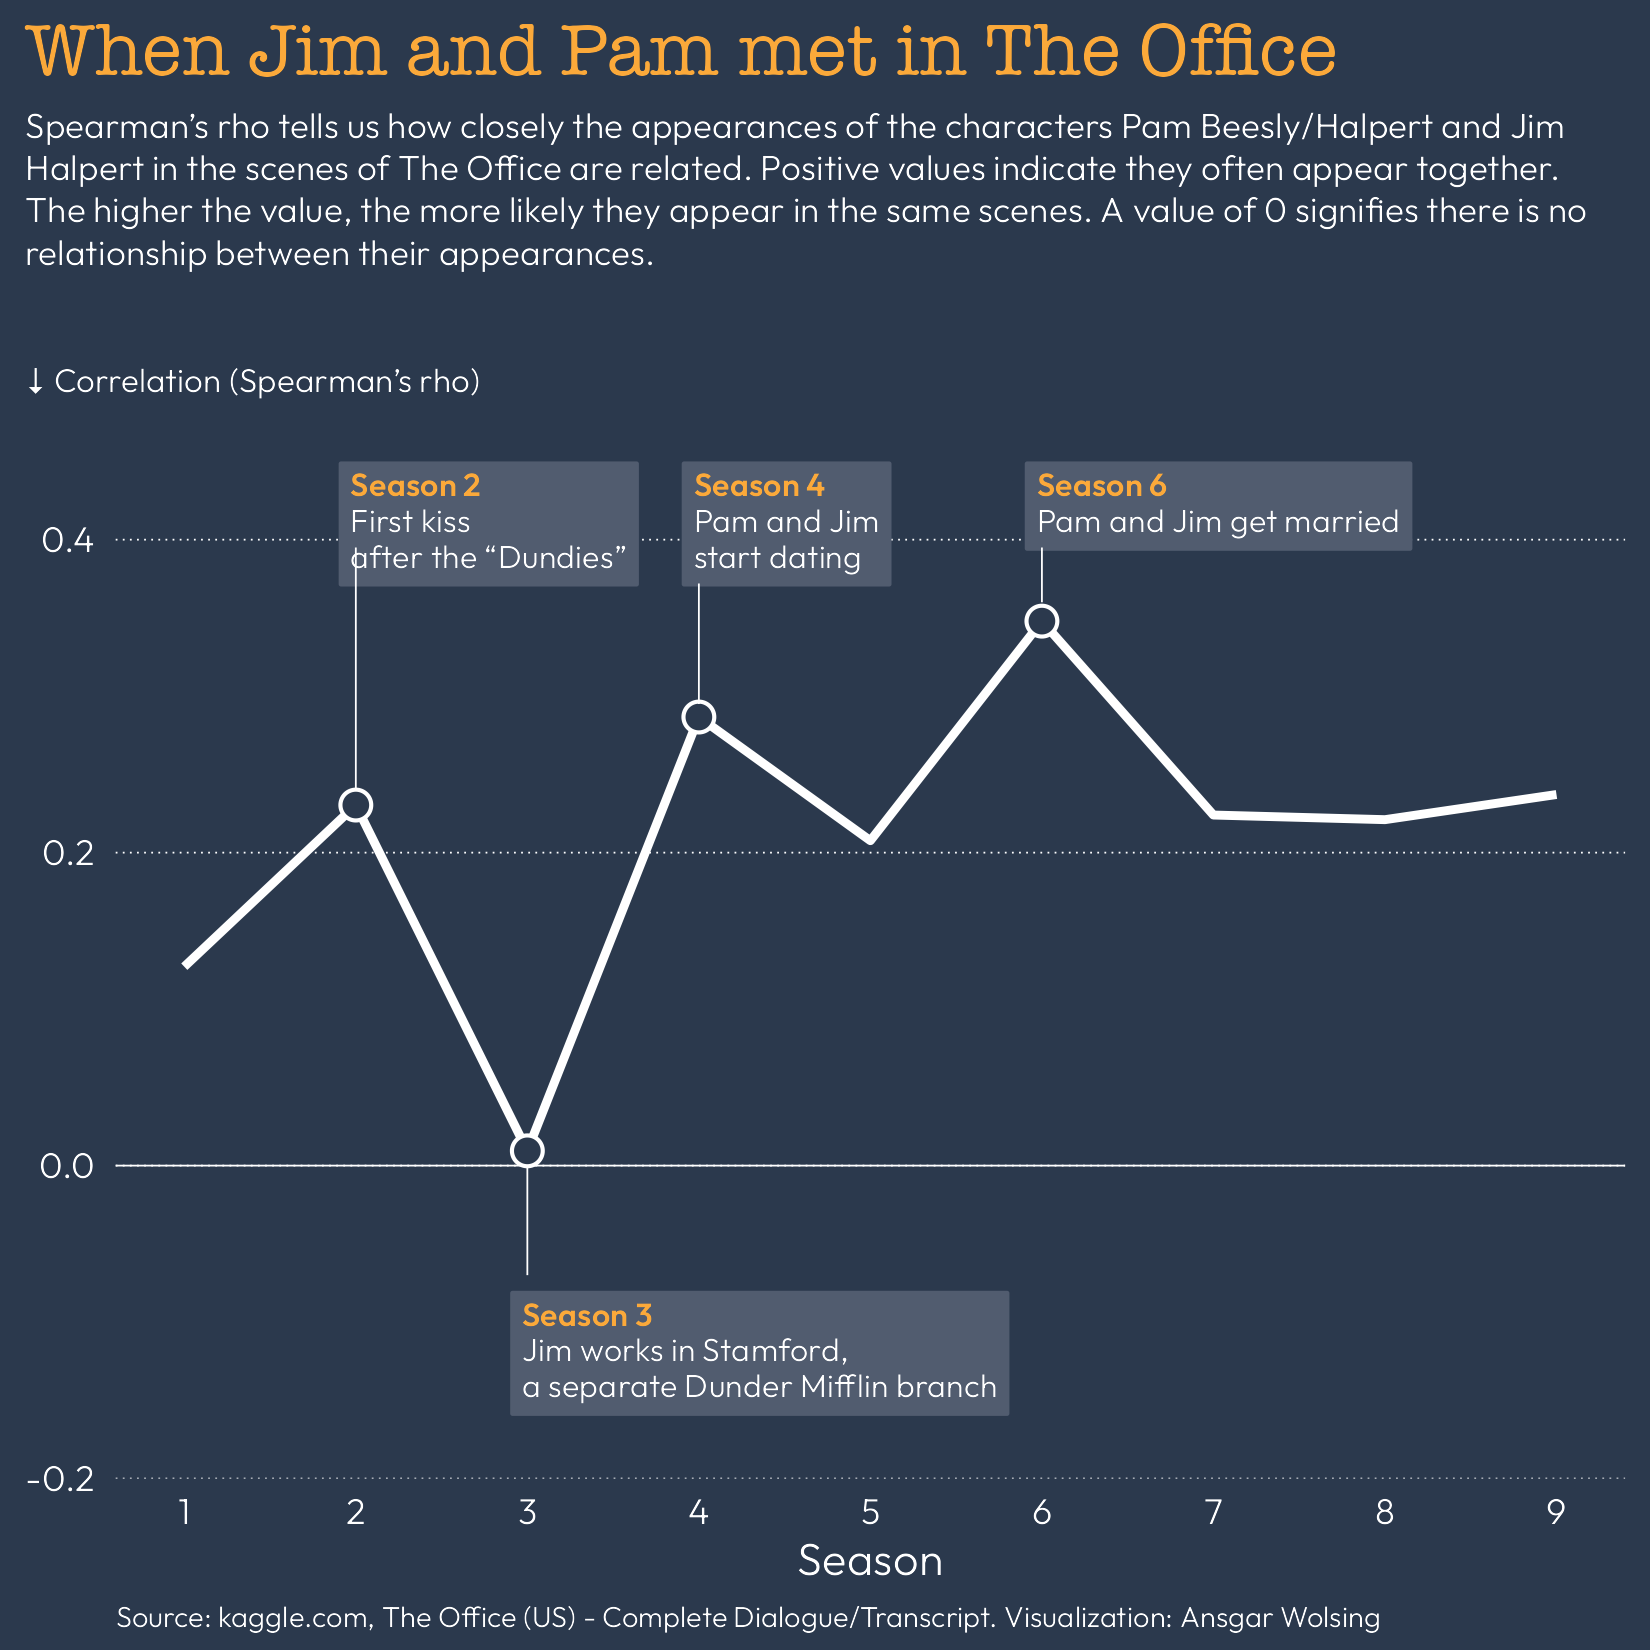 When Jim and Pam met in The Office
Spearman’s rho tells us how closely the appearances of the characters Pam Beesly/Halpert and Jim
Halpert in the scenes of The Office are related. Positive values indicate they often appear together.
The higher the value, the more likely they appear in the same scenes. A value of 0 signifies there is no
relationship between their appearances.
↓ Correlation (Spearman’s rho)
Season 2
First kiss
after the “Dundies”
Season 4
Pam and Jim
start dating
Season 6
Pam and Jim get married
0.4
0.2
0.0
Season 3
Jim works in Stamford,
a separate Dunder Mifflin branch
-0.2
1 2 3 4 5 6 7 8 9
Season
Source: kaggle.com, The Office (US) - Complete Dialogue/Transcript. Visualization: Ansgar Wolsing